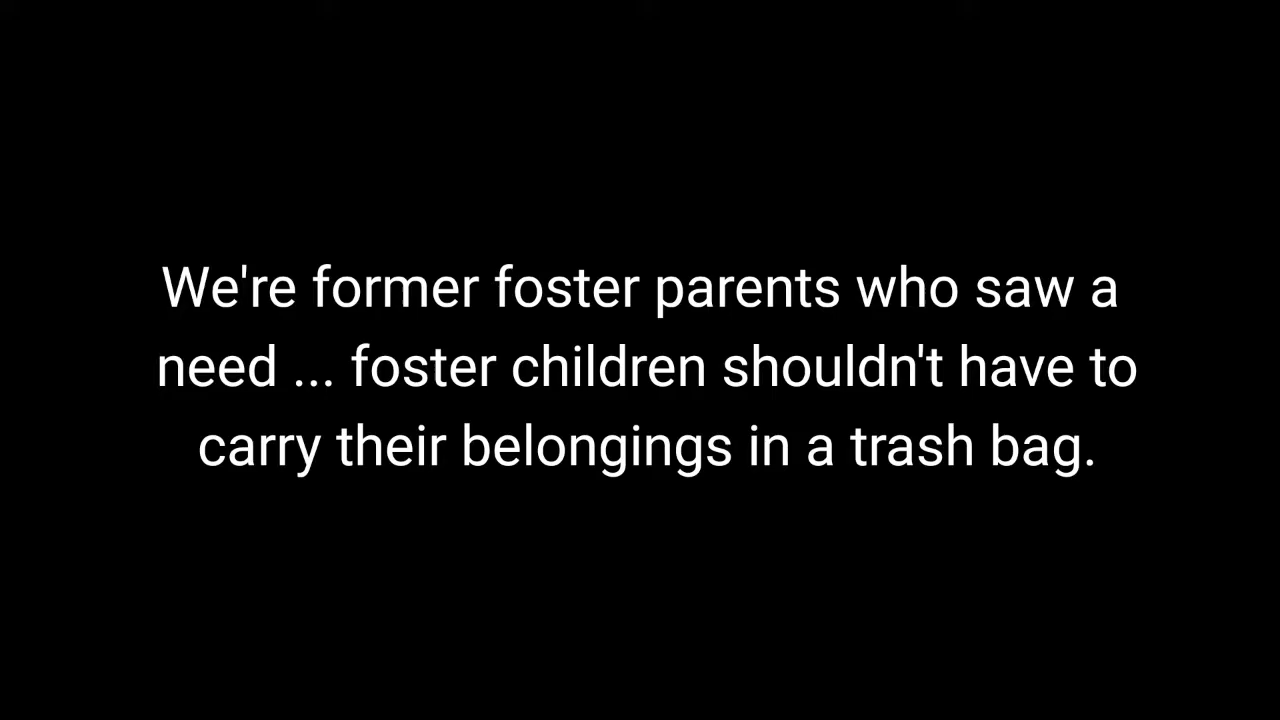 We're former foster parents who saw a
need ... foster children shouldn't have to
carry their belongings in a trash bag.